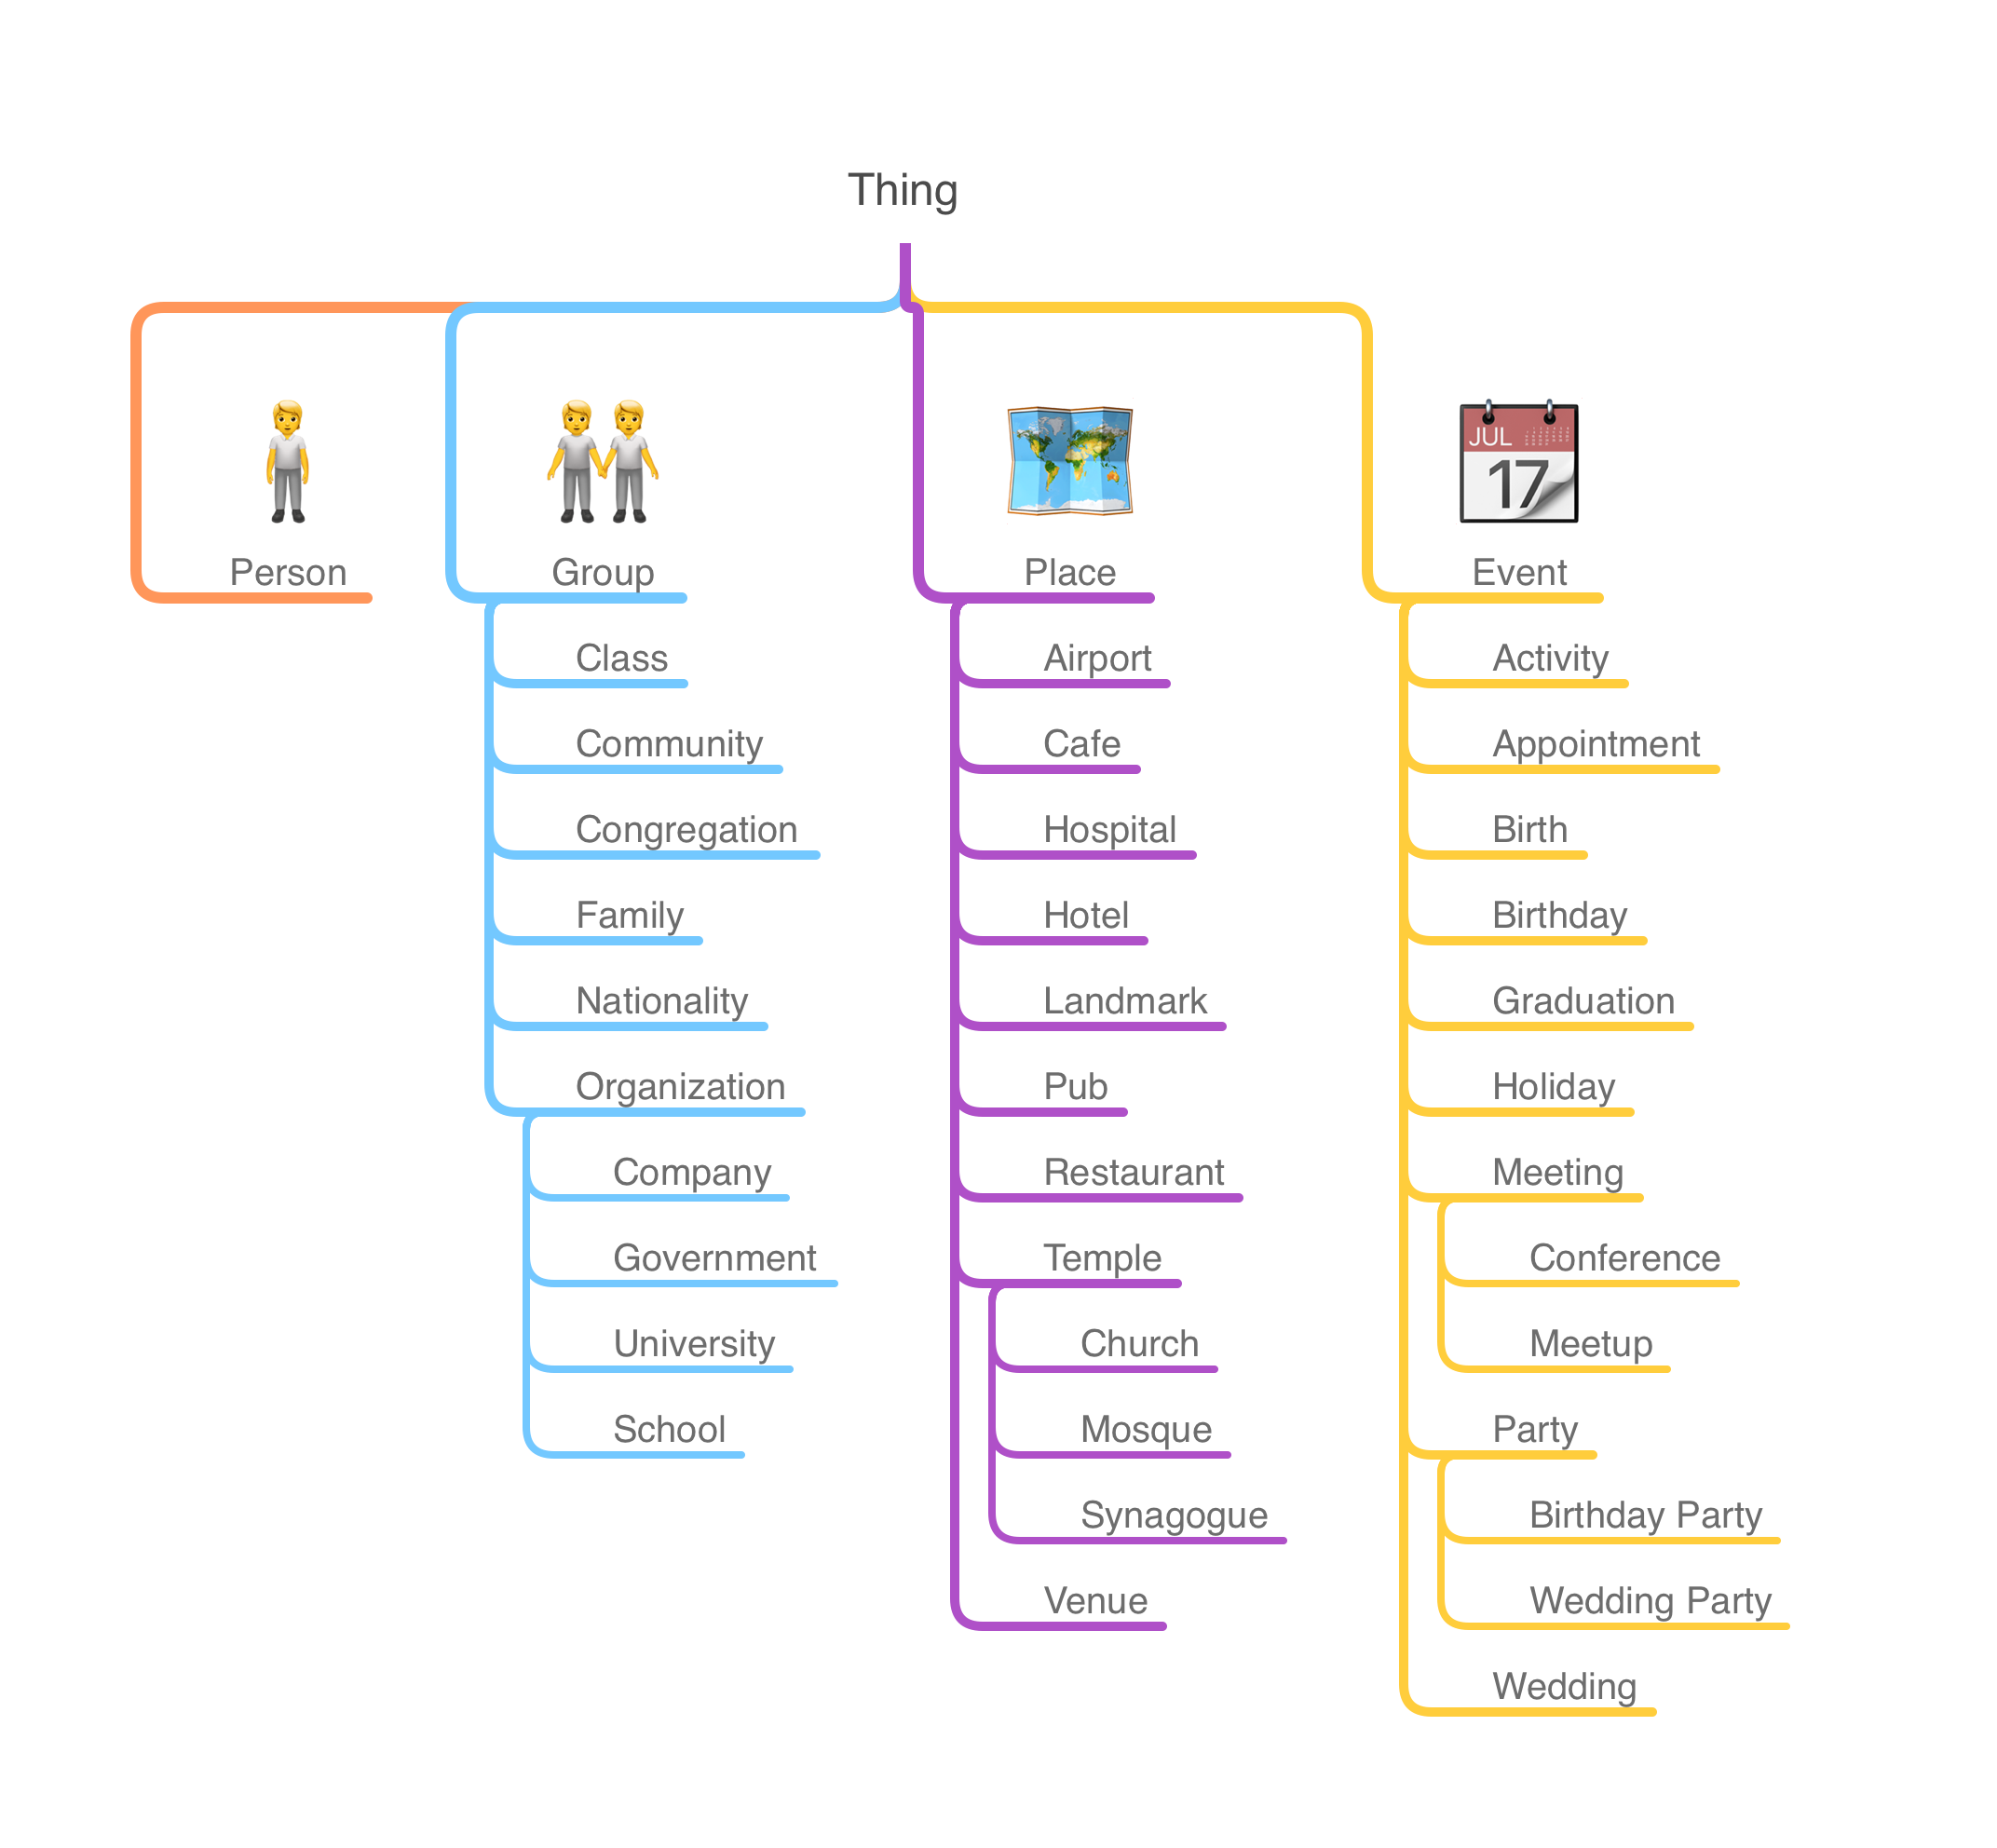 Thing
JUL
17
Person
Group
Class
Community
Congregation
Family
Nationality
Organization
Company
Government
University
School
Place
Airport
Cafe
Hospital
Hotel
Landmark
Pub
Restaurant
Temple
Church
Mosque
Synagogue
Venue
Event
Activity
Appointment
Birth
Birthday
Graduation
Holiday
Meeting
Conference
Meetup
Party
Birthday Party
Wedding Party
Wedding